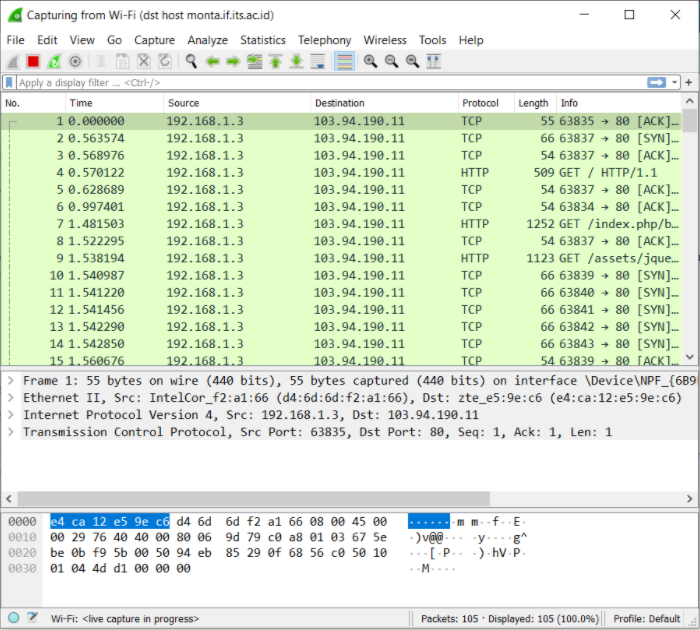 Capturing from Wi-Fi (dst host monta.if.its.ac.id)
File Edit View Go Capture Analyze Statistics Telephony Wireless Tools Help
Apply a display filter ... <Ctrl-/>
No. Time Source Destination Protocol Length Info
1 0.000000 192.168.1.3 103.94.190.11 TCP 55 63835 → 80 [ACK]…
2 0.563574 192.168.1.3 103.94.190.11 TCP 66 63837 → 80 [SYN]…
3 0.568976 192.168.1.3 103.94.190.11 TCP 54 63837 → 80 [ACK]…
4 0.570122 192.168.1.3 103.94.190.11 HTTP 509 GET / HTTP/1.1
5 0.628689 192.168.1.3 103.94.190.11 TCP 54 63837 → 80 [ACK]…
6 0.997401 192.168.1.3 103.94.190.11 TCP 54 63834 → 80 [ACK]…
7 1.481503 192.168.1.3 103.94.190.11 HTTP 1252 GET /index.php/b…
8 1.522295 192.168.1.3 103.94.190.11 TCP 54 63837 → 80 [ACK]…
9 1.538194 192.168.1.3 103.94.190.11 HTTP 1123 GET /assets/jque…
10 1.540987 192.168.1.3 103.94.190.11 TCP 66 63839 → 80 [SYN]…
11 1.541220 192.168.1.3 103.94.190.11 TCP 66 63840 → 80 [SYN]…
12 1.541456 192.168.1.3 103.94.190.11 TCP 66 63841 → 80 [SYN]…
13 1.542290 192.168.1.3 103.94.190.11 TCP 66 63842 → 80 [SYN]…
14 1.542850 192.168.1.3 103.94.190.11 TCP 66 63843 → 80 [SYN]…
15 1.560676 192.168.1.3 103.94.190.11 TCP 54 63839 → 80 [ACK]…
Frame 1: 55 bytes on wire (440 bits), 55 bytes captured (440 bits) on interface \Device\NPF_{6B9
Ethernet II, Src: IntelCor_f2:a1:66 (d4:6d:6d:f2:a1:66), Dst: zte_e5:9e:c6 (e4:ca:12:e5:9e:c6)
Internet Protocol Version 4, Src: 192.168.1.3, Dst: 103.94.190.11
Transmission Control Protocol, Src Port: 63835, Dst Port: 80, Seq: 1, Ack: 1, Len: 1
0000 e4 ca 12 e5 9e c6 d4 6d 6d f2 a1 66 08 00 45 00 ·······m m··f··E·
0010 00 29 76 40 40 00 80 06 9d 79 c0 a8 01 03 67 5e ·)v@@··· ·y····g^
0020 be 0b f9 5b 00 50 94 eb 85 29 0f 68 56 c0 50 10 ···[·P·· ·)·hV·P·
0030 01 04 4d d1 00 00 00 ··M····
Wi-Fi: <live capture in progress> Packets: 105 · Displayed: 105 (100.0%) Profile: Default